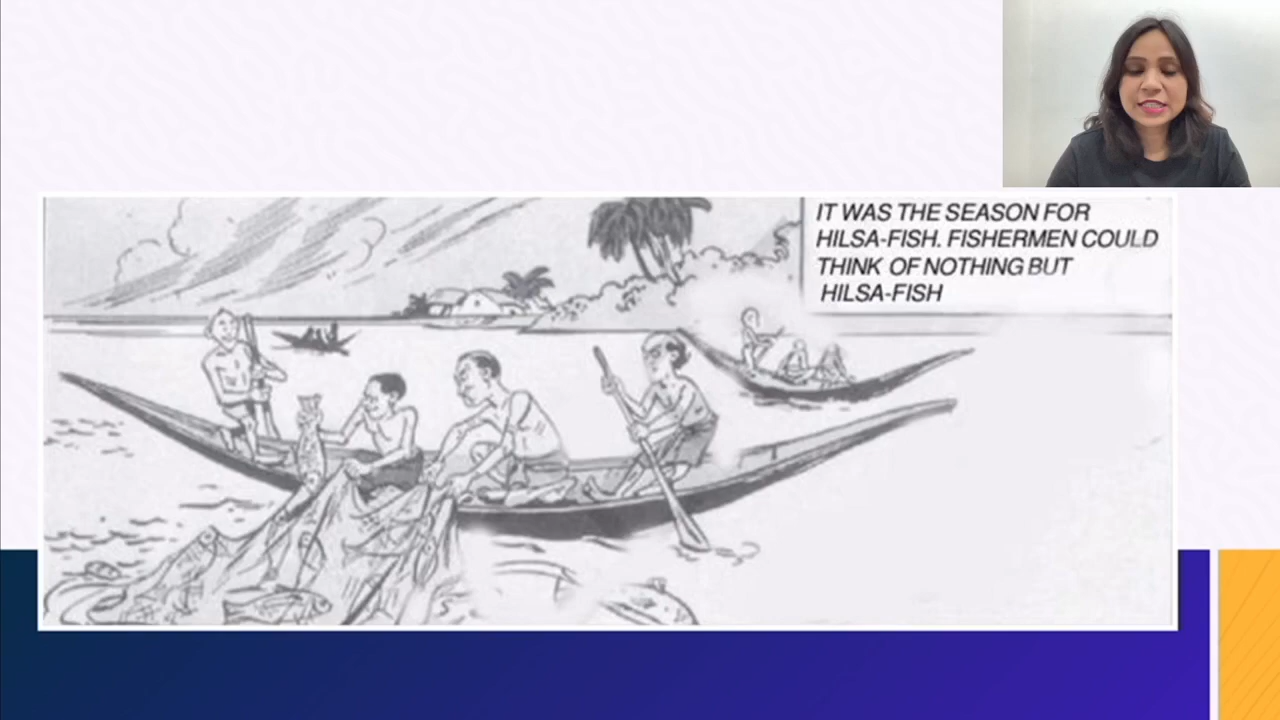 IT WAS THE SEASON FOR
HILSA-FISH. FISHERMEN COULD
THINK OF NOTHING BUT
HILSA-FISH